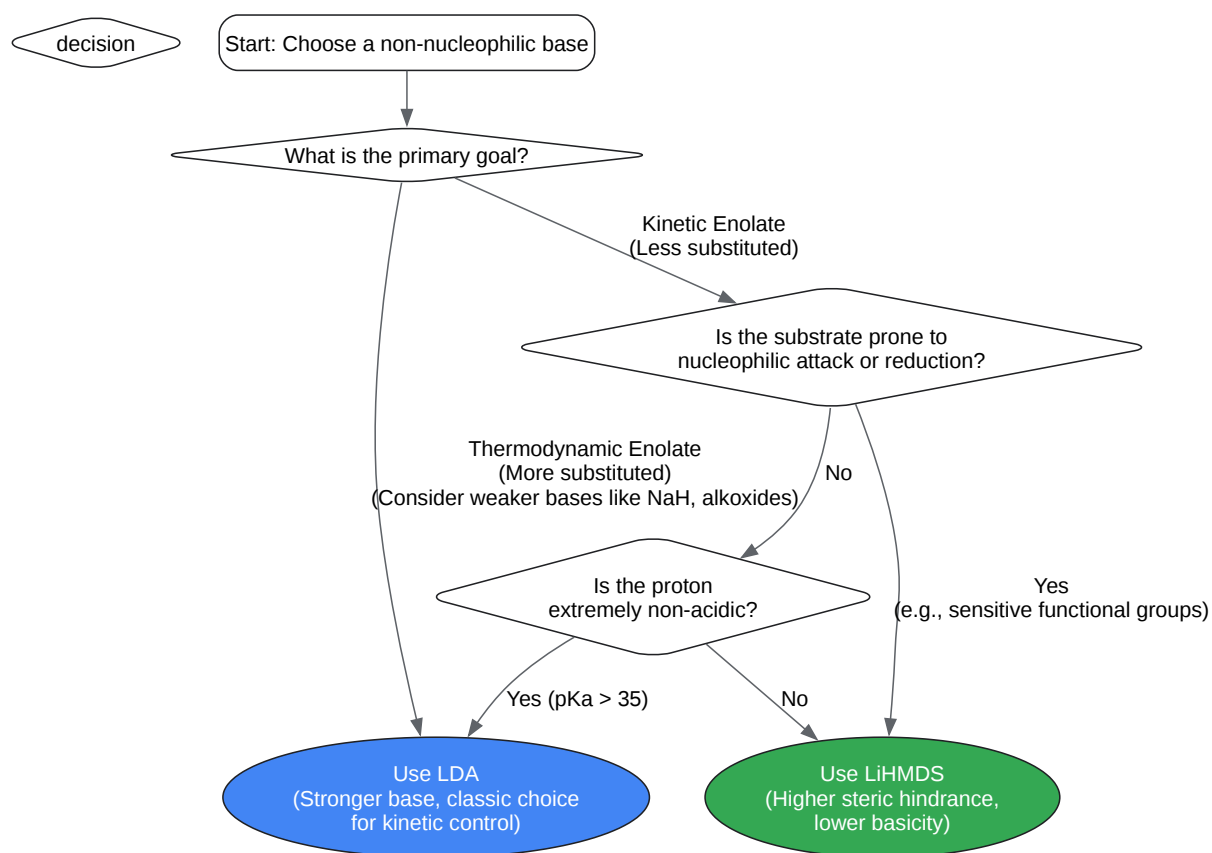 decision
Start: Choose a non-nucleophilic base
What is the primary goal?
Kinetic Enolate
(Less substituted)
Is the substrate prone to
nucleophilic attack or reduction?
Thermodynamic Enolate
(More substituted)
(Consider weaker bases like NaH, alkoxides)
No
Is the proton
extremely non-acidic?
Yes
(e.g., sensitive functional groups)
Yes (pKa > 35)
No
Use LDA
(Stronger base, classic choice
for kinetic control)
Use LiHMDS
(Higher steric hindrance,
lower basicity)